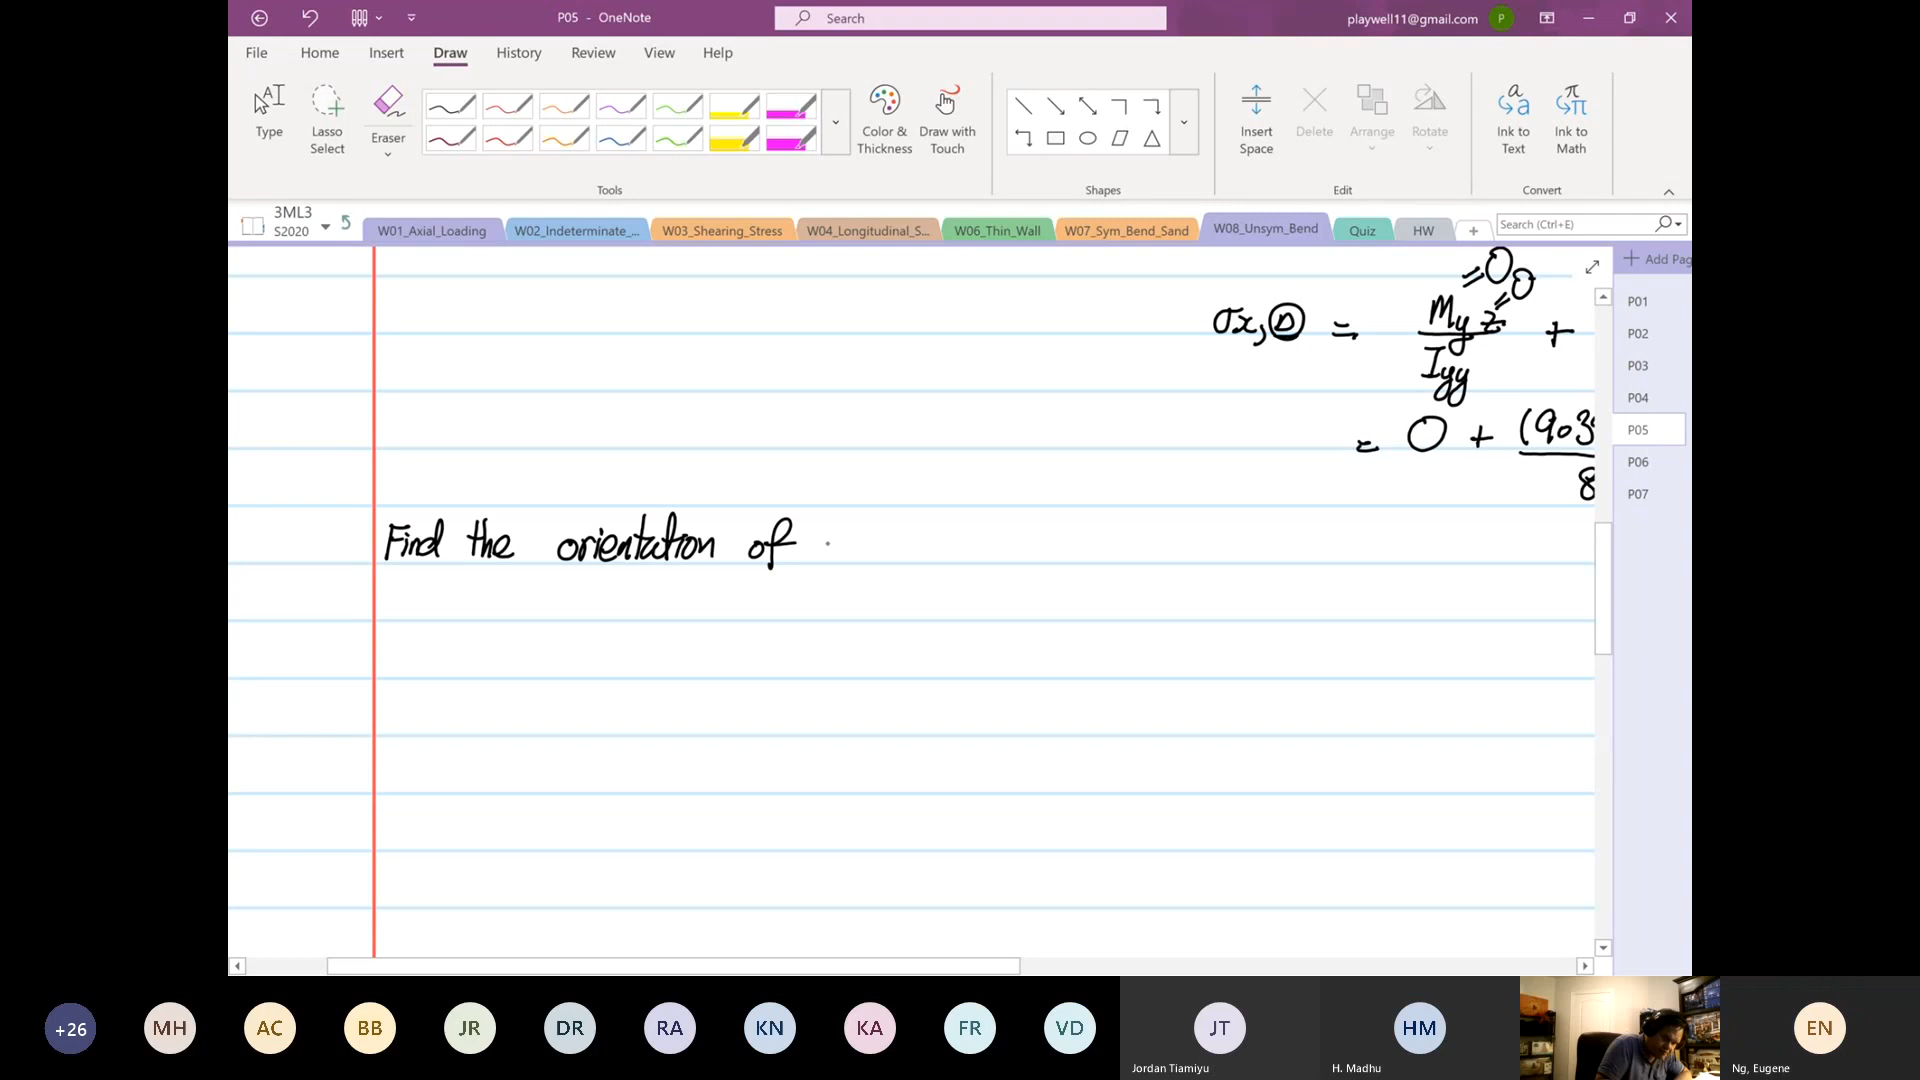 P05 - OneNote
Search
playwell11@gmail.com
P
File Home Insert Draw History Review View Help
Type
Lasso Select
Eraser
Color & Thickness
Draw with Touch
Insert Space
Delete
Arrange
Rotate
Ink to Text
Ink to Math
Tools
Shapes
Edit
Convert
3ML3 S2020
W01_Axial_Loading
W02_Indeterminate_...
W03_Shearing_Stress
W04_Longitudinal_S...
W06_Thin_Wall
W07_Sym_Bend_Sand
W08_Unsym_Bend
Quiz
HW
+
Search (Ctrl+E)
Add Pag
P01
P02
P03
P04
P05
P06
P07
=0
=0
σx,D = My z +
Iyy
= 0 + (903
8
Find the orientation of
+26 MH AC BB JR DR RA KN KA FR VD JT HM EN
Jordan Tiamiyu
H. Madhu
Ng, Eugene